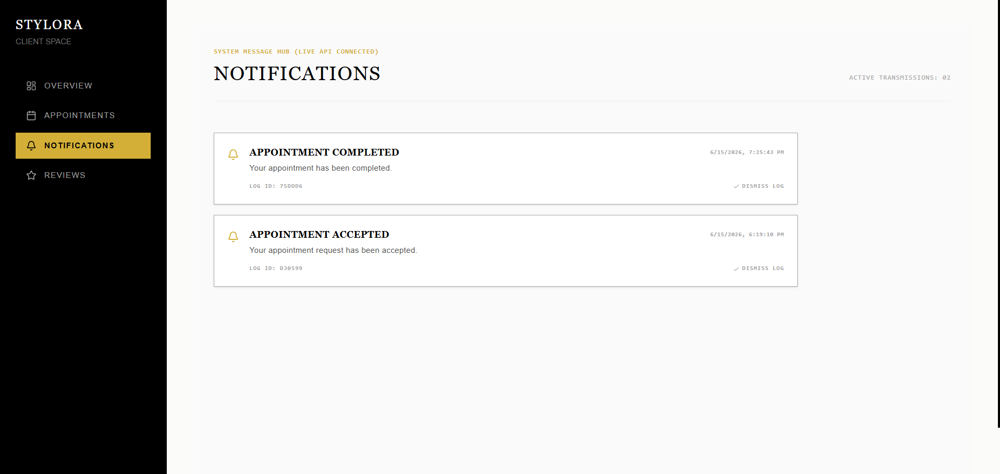 STYLORA
CLIENT SPACE
OVERVIEW
APPOINTMENTS
NOTIFICATIONS
REVIEWS
SYSTEM MESSAGE HUB (LIVE API CONNECTED)
NOTIFICATIONS
ACTIVE TRANSMISSIONS: 02
APPOINTMENT COMPLETED
6/15/2026, 7:25:43 PM
Your appointment has been completed.
LOG ID: 75DDD6
DISMISS LOG
APPOINTMENT ACCEPTED
6/15/2026, 6:19:10 PM
Your appointment request has been accepted.
LOG ID: D30599
DISMISS LOG